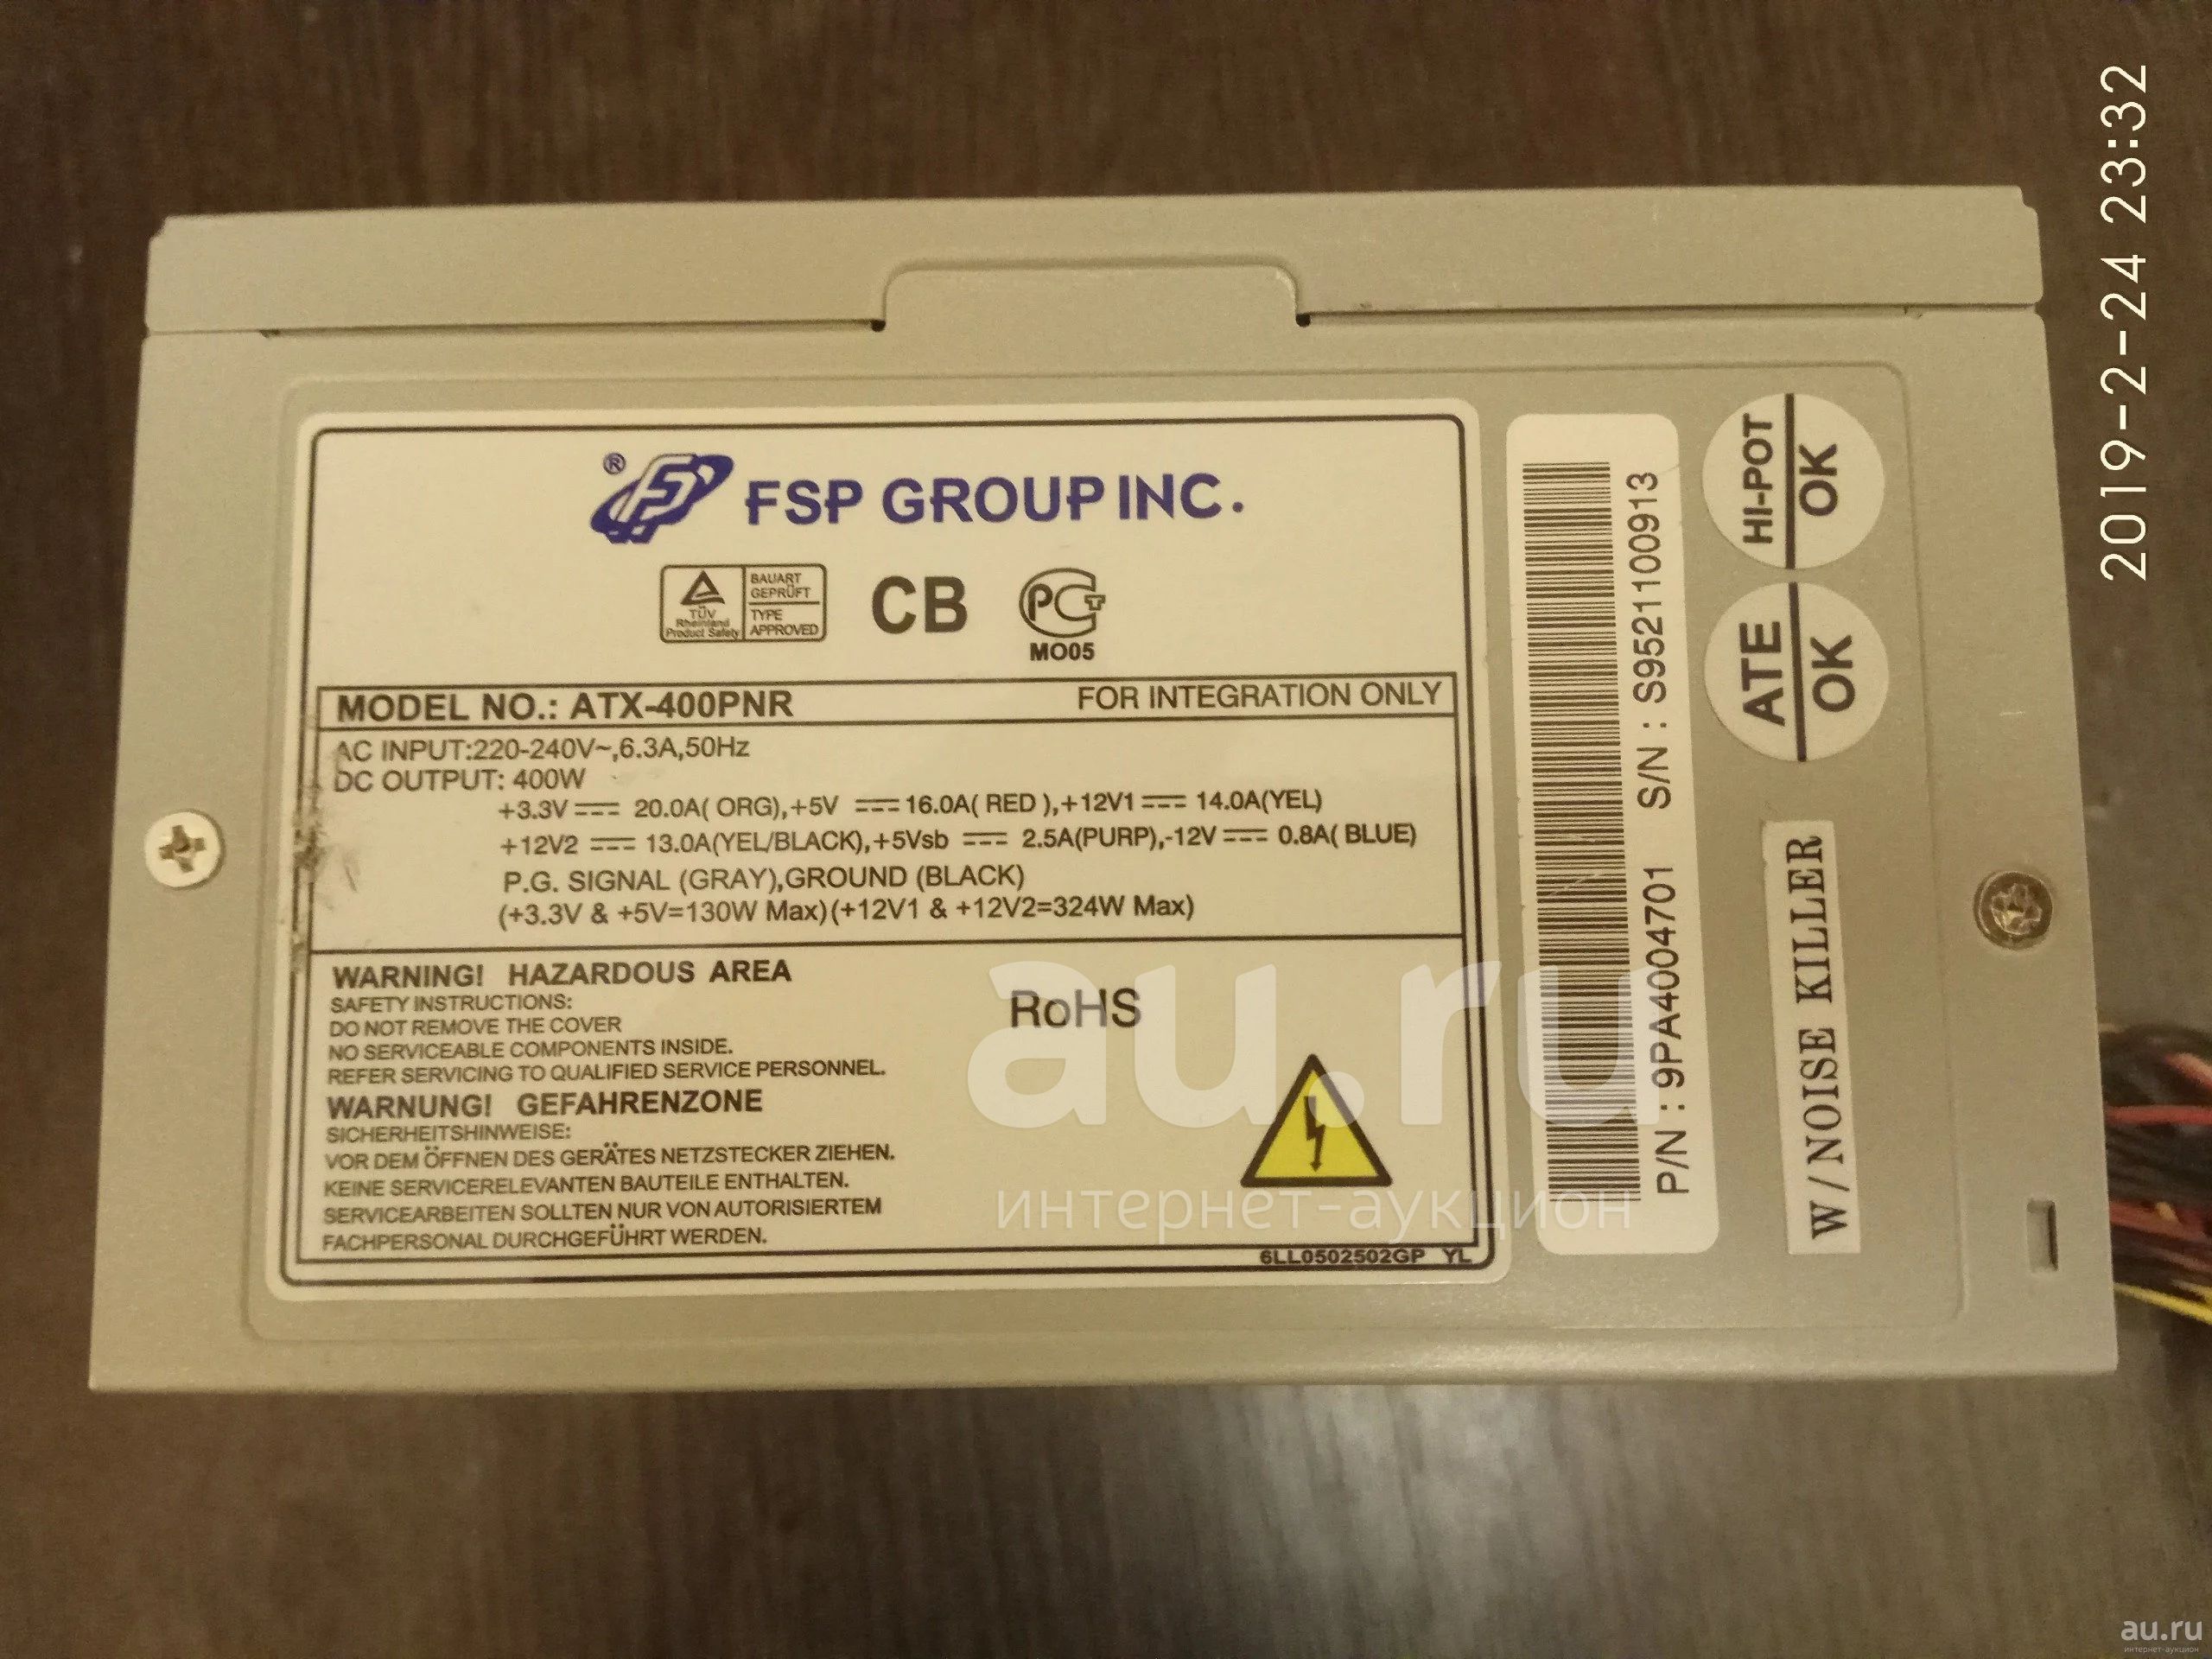 2019-2-24 23:32
® FSP FSP GROUP INC.
TÜV
Rheinland
Product Safety
BAUART
GEPRÜFT
TYPE
APPROVED
CB
PCT
MO05
MODEL NO.: ATX-400PNR FOR INTEGRATION ONLY
AC INPUT:220-240V~,6.3A,50Hz
DC OUTPUT: 400W
+3.3V ⎓ 20.0A( ORG),+5V ⎓ 16.0A( RED ),+12V1 ⎓ 14.0A(YEL)
+12V2 ⎓ 13.0A(YEL/BLACK),+5Vsb ⎓ 2.5A(PURP),-12V ⎓ 0.8A( BLUE)
P.G. SIGNAL (GRAY),GROUND (BLACK)
(+3.3V & +5V=130W Max)(+12V1 & +12V2=324W Max)
WARNING! HAZARDOUS AREA
SAFETY INSTRUCTIONS:
DO NOT REMOVE THE COVER
NO SERVICEABLE COMPONENTS INSIDE.
REFER SERVICING TO QUALIFIED SERVICE PERSONNEL.
WARNUNG! GEFAHRENZONE
SICHERHEITSHINWEISE:
VOR DEM ÖFFNEN DES GERÄTES NETZSTECKER ZIEHEN.
KEINE SERVICERELEVANTEN BAUTEILE ENTHALTEN.
SERVICEARBEITEN SOLLTEN NUR VON AUTORISIERTEM
FACHPERSONAL DURCHGEFÜHRT WERDEN.
RoHS
6LL0502502GP YL
P/N : 9PA4004701 S/N : S9521100913
HI-POT
OK
ATE
OK
W/NOISE KILLER
au.ru
интернет-аукцион
au.ru
интернет-аукцион